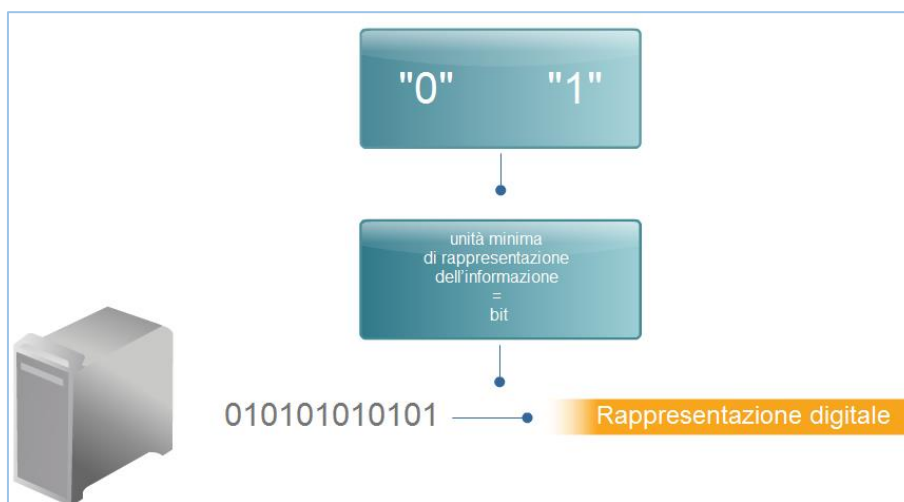 "0" "1"
unità minima
di rappresentazione
dell'informazione
=
bit
010101010101
Rappresentazione digitale